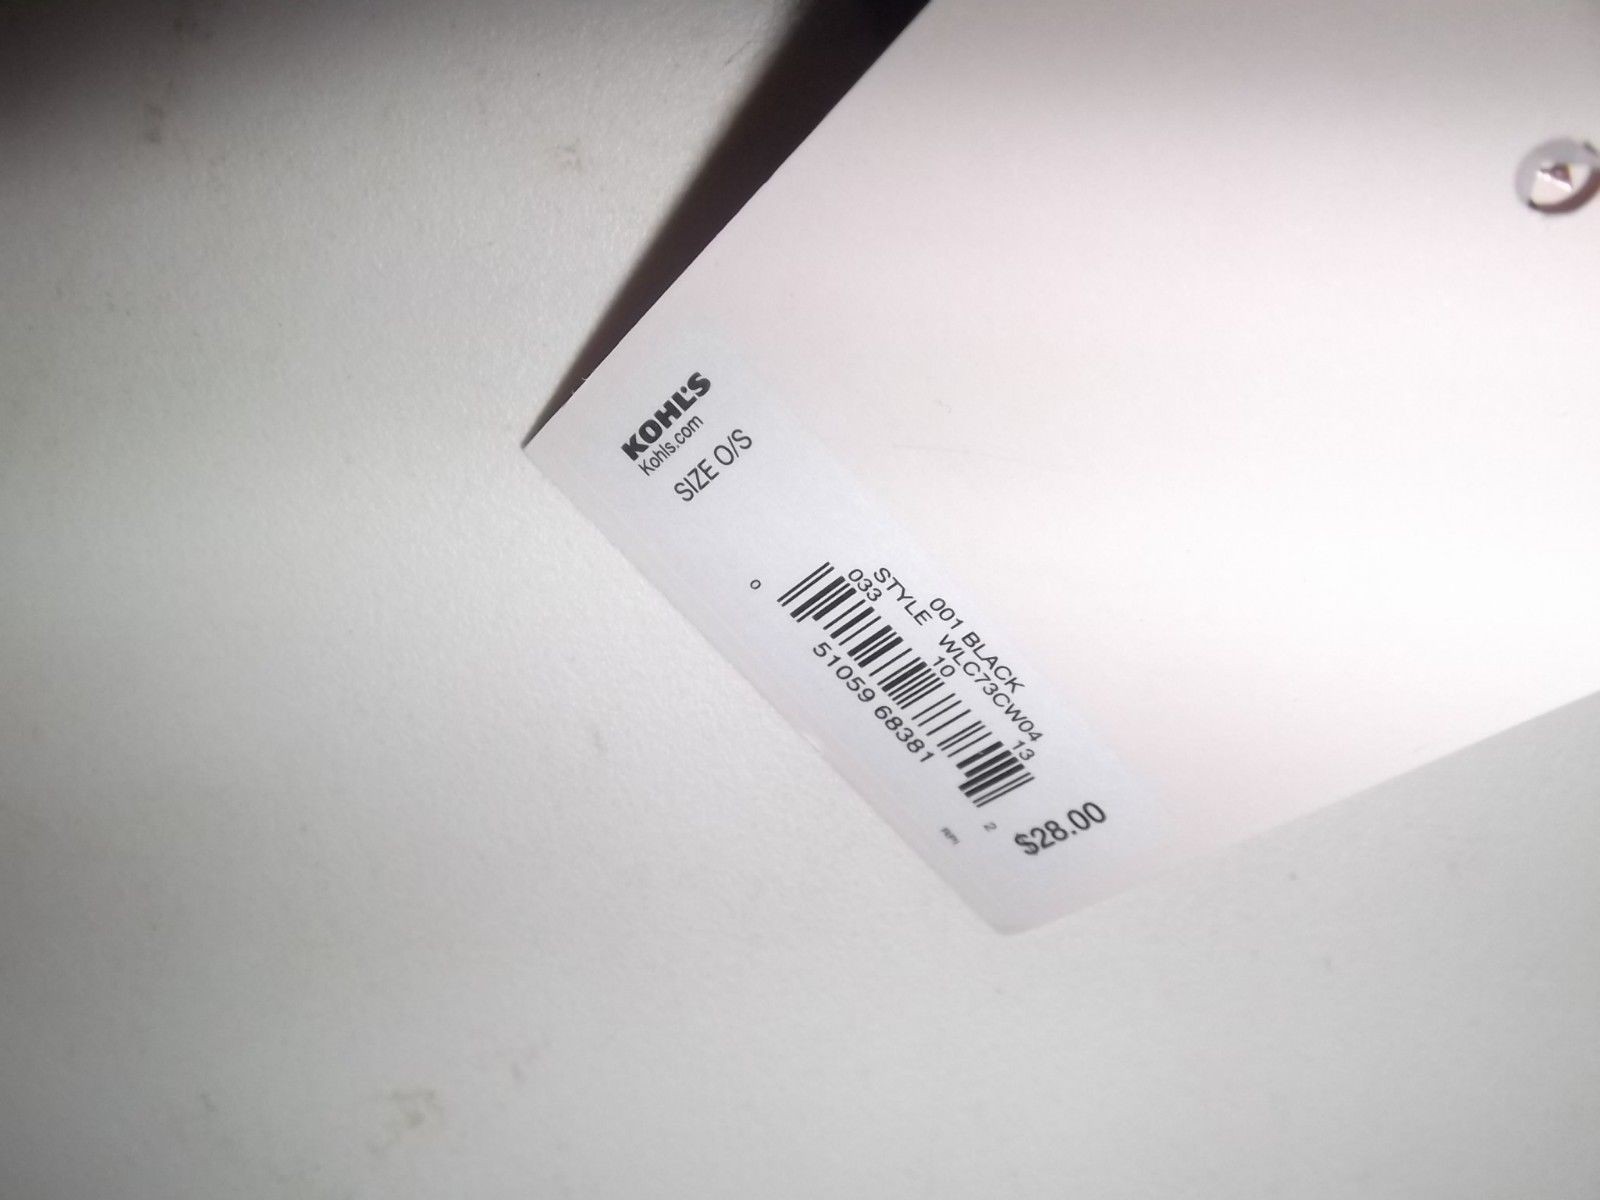 KOHL'S
Kohls.com
SIZE O/S
001 BLACK
STYLE WLC73CW04
033 10 13
0 51059 68381 2
$28.00